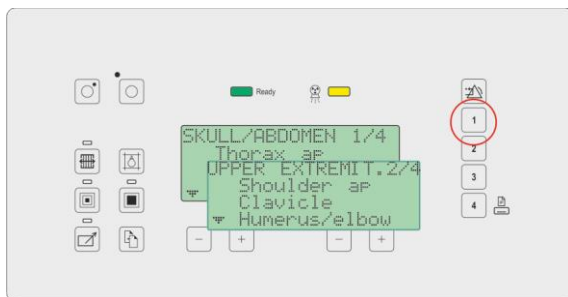 Ready
SKULL/ABDOMEN 1/4
Thorax ap
UPPER EXTREMIT.2/4
Shoulder ap
Clavicle
Humerus/elbow
1
2
3
4
- + - +